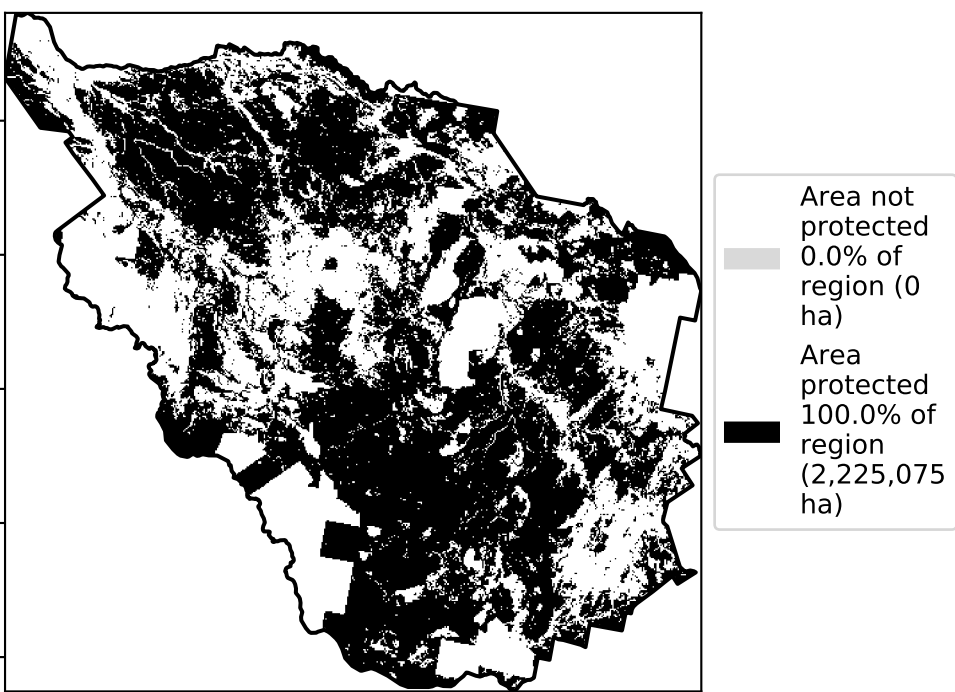 Area not
protected
0.0% of
region (0
ha)
Area
protected
100.0% of
region
(2,225,075
ha)